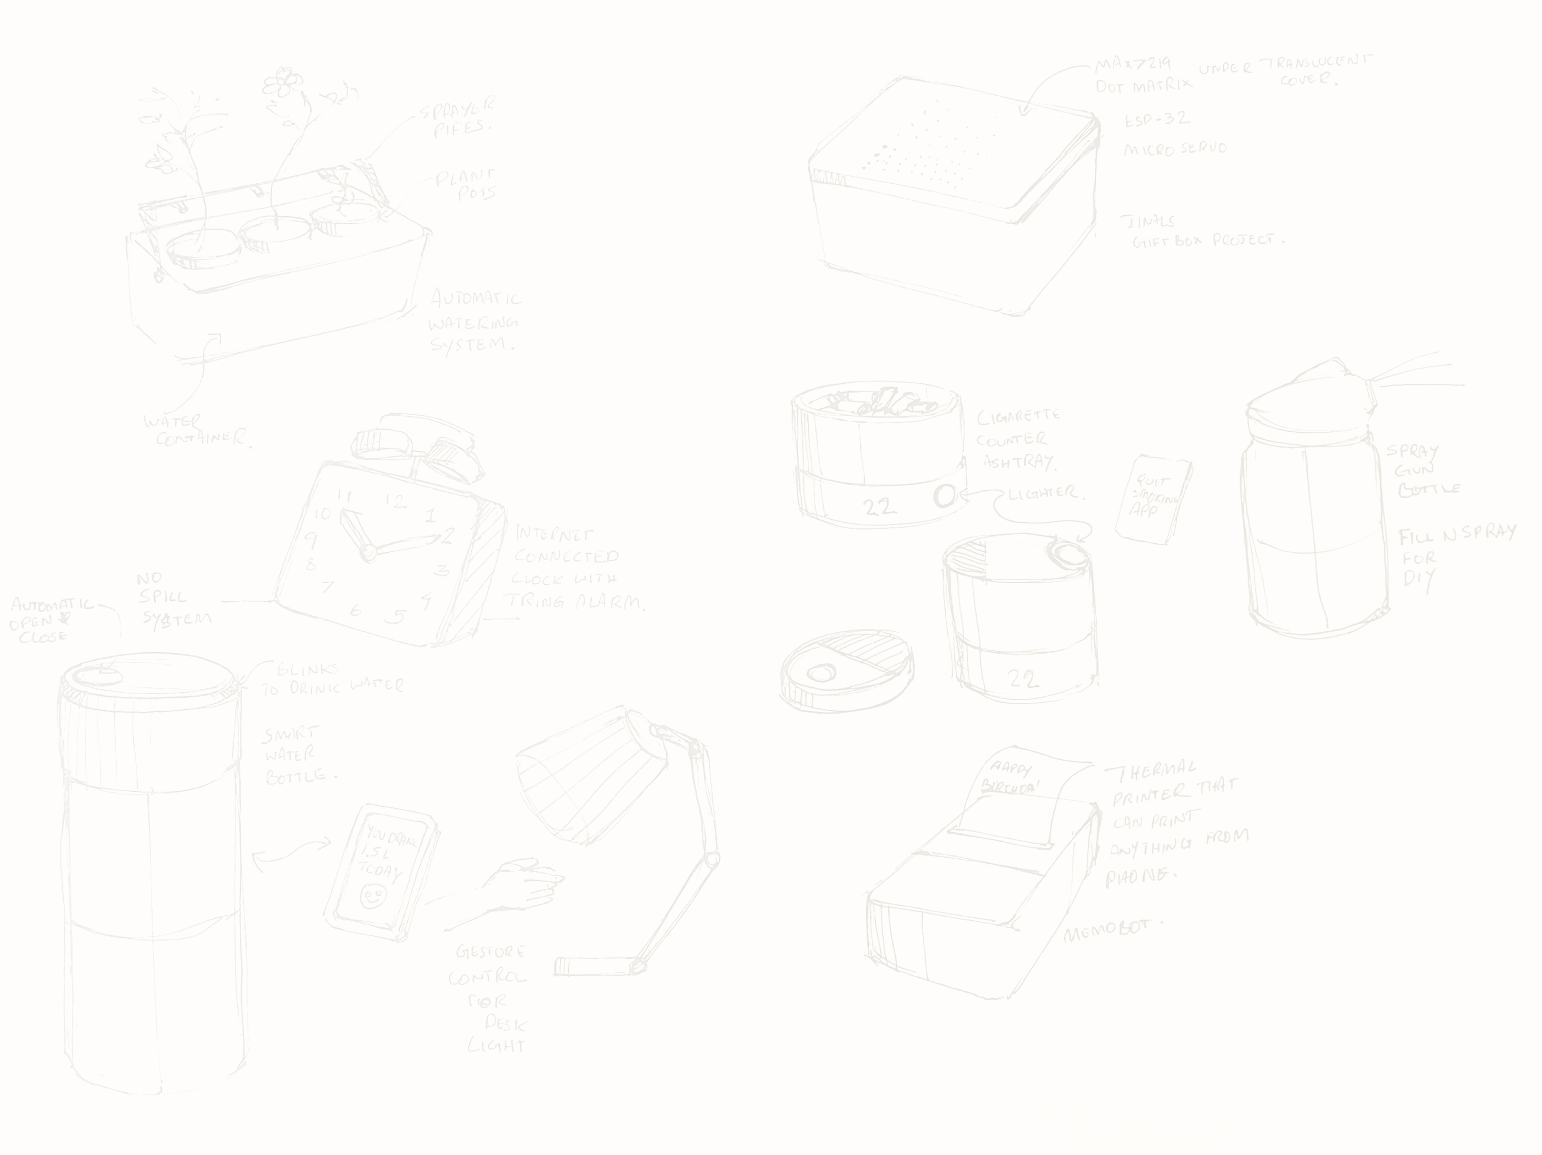 SPRAYER
PIPES.
PLANT
POTS
AUTOMATIC
WATERING
SYSTEM.
WATER
CONTAINER.
MAX7219 UNDER TRANSLUCENT
DOT MATRIX COVER.
ESP-32
MICRO SERVO
GIFT BOX PROJECT.
11 12 1
10 2
9 3
8 4
7 6 5
INTERNET
CONNECTED
CLOCK WITH
TRING ALARM.
NO
SPILL
SYSTEM
AUTOMATIC
OPEN &
CLOSE
BLINKS
TO DRINK WATER
SMART
WATER
BOTTLE.
YOU DRANK
1.5 L
TODAY
GESTURE
CONTROL
FOR
DESK
LIGHT
CIGARETTE
COUNTER
ASHTRAY.
22
LIGHTER.
QUIT
SMOKING
APP
22
SPRAY
GUN
BOTTLE
FILL N SPRAY
FOR
DIY
HAPPY
BIRTHDA'
THERMAL
PRINTER THAT
CAN PRINT
ANYTHING FROM
PHONE.
MEMOBOT.